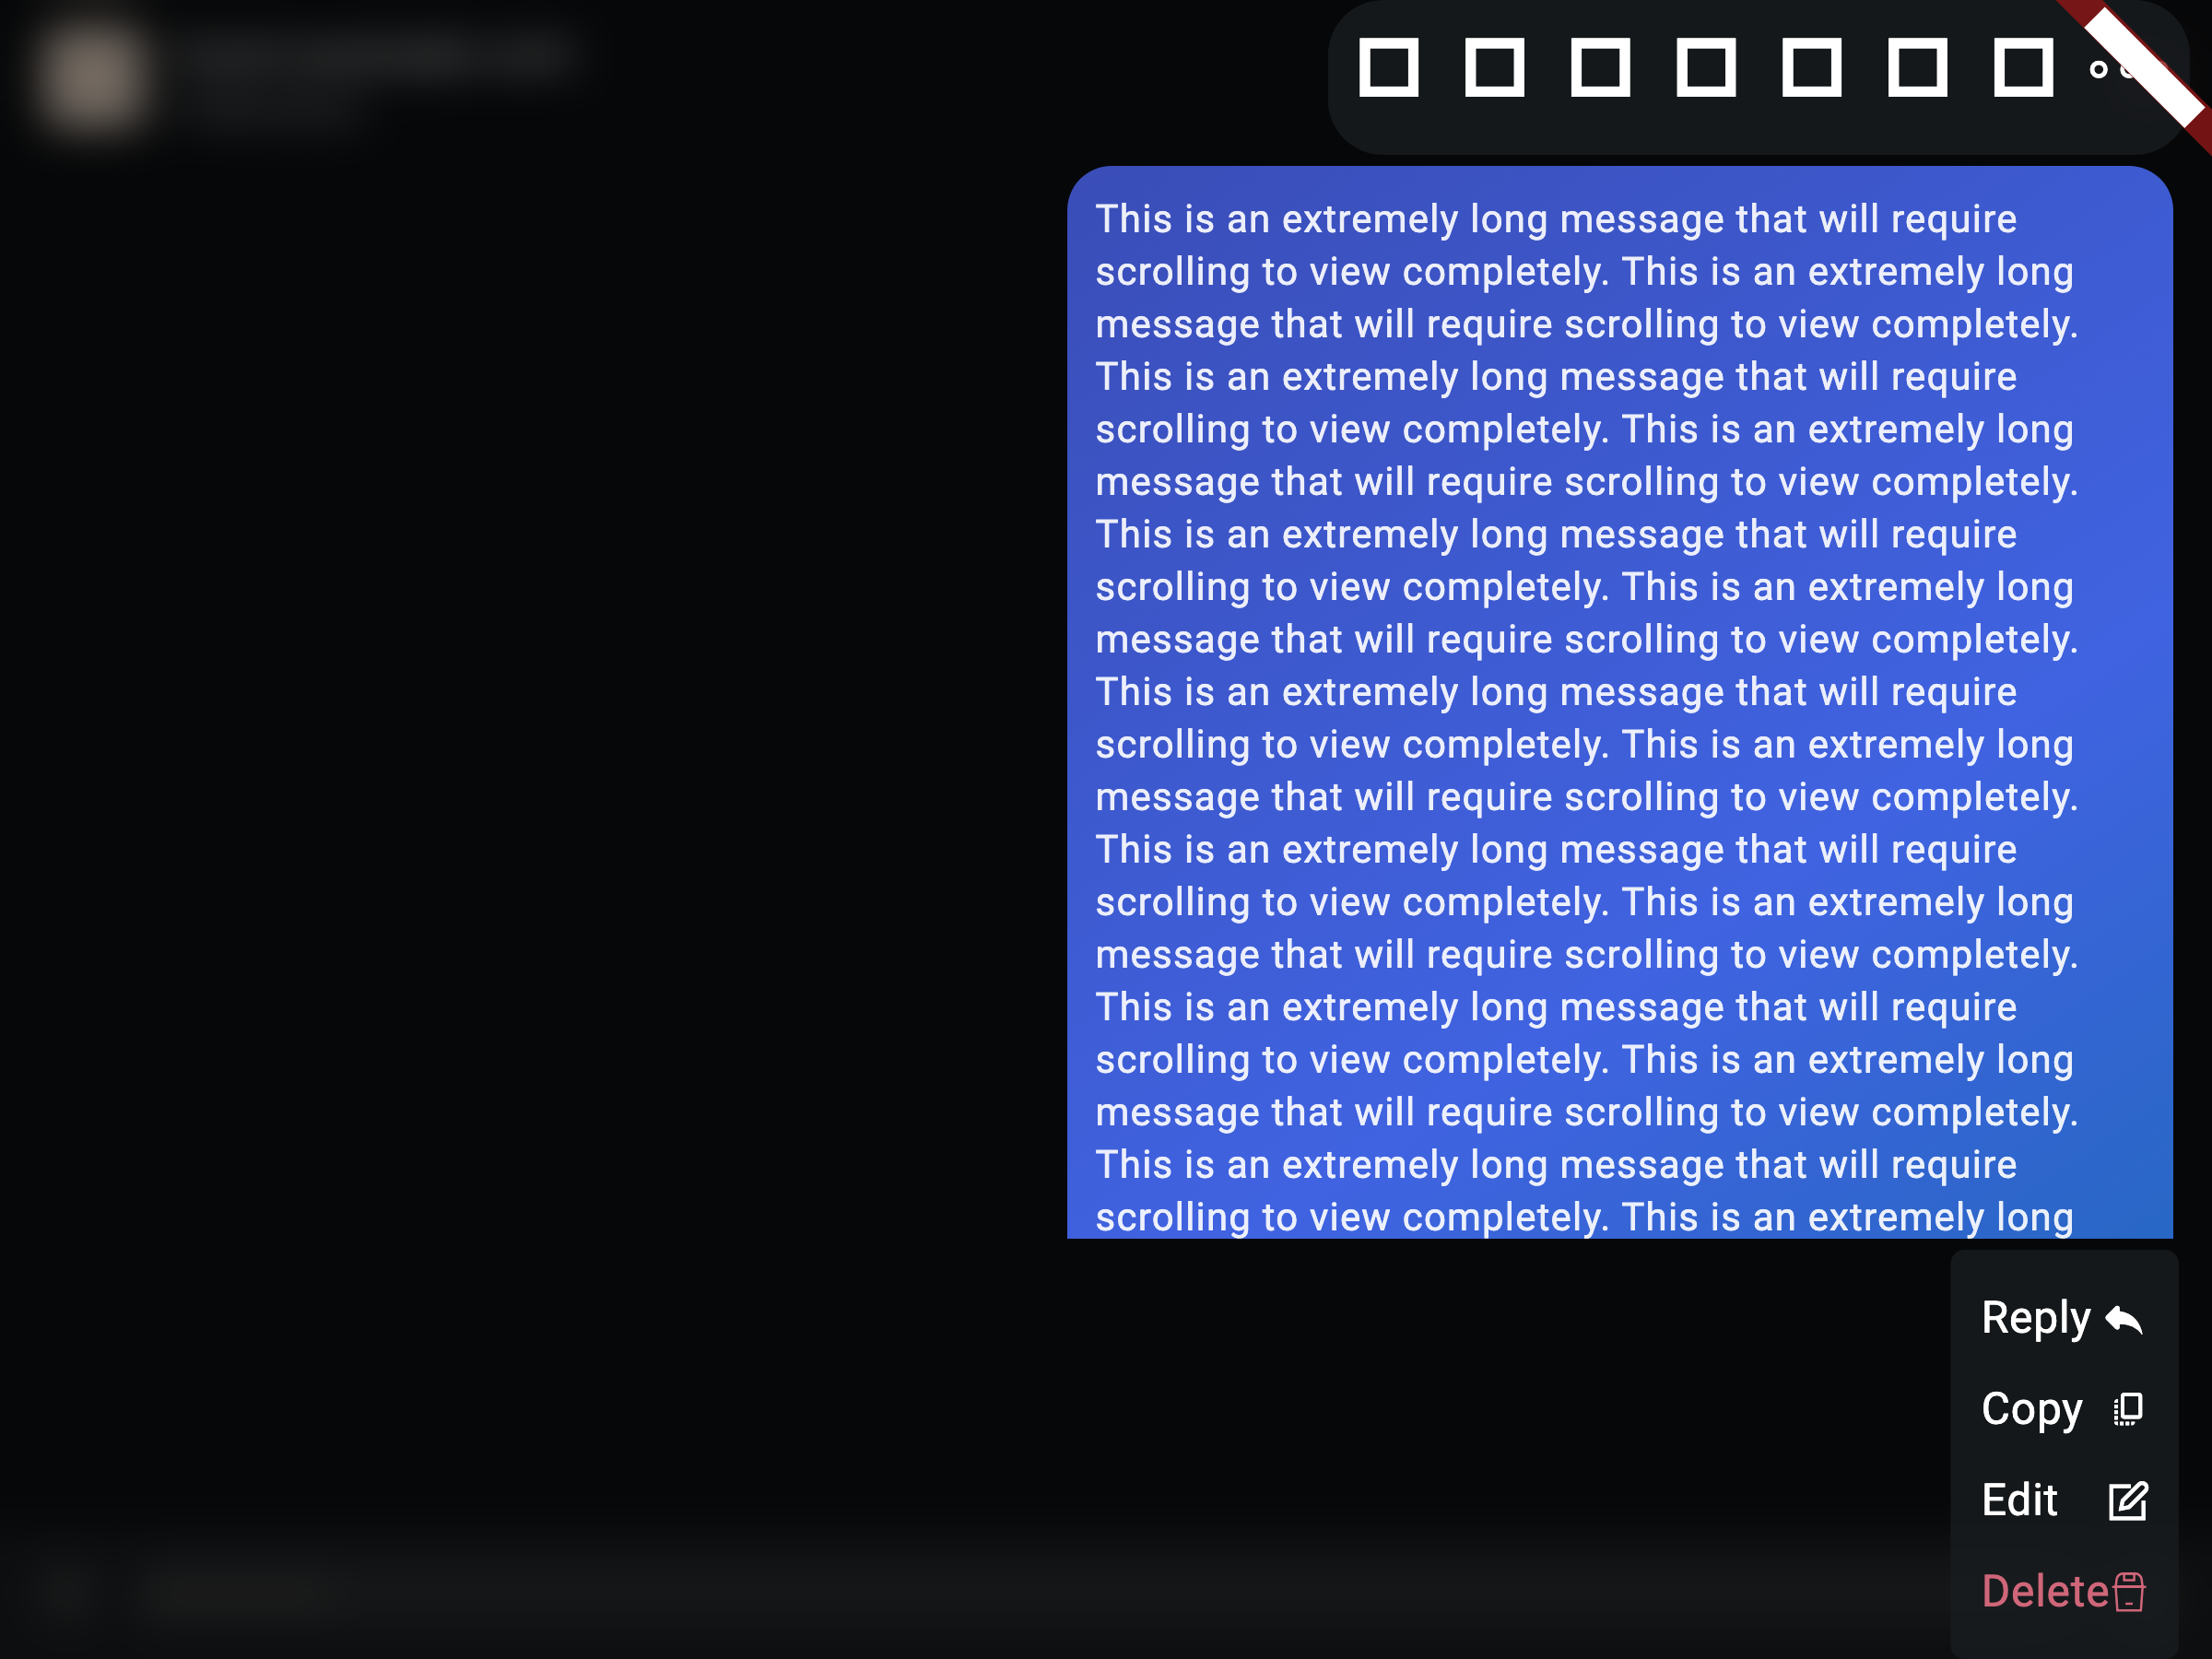 This is an extremely long message that will require
scrolling to view completely. This is an extremely long
message that will require scrolling to view completely.
This is an extremely long message that will require
scrolling to view completely. This is an extremely long
message that will require scrolling to view completely.
This is an extremely long message that will require
scrolling to view completely. This is an extremely long
message that will require scrolling to view completely.
This is an extremely long message that will require
scrolling to view completely. This is an extremely long
message that will require scrolling to view completely.
This is an extremely long message that will require
scrolling to view completely. This is an extremely long
message that will require scrolling to view completely.
This is an extremely long message that will require
scrolling to view completely. This is an extremely long
message that will require scrolling to view completely.
This is an extremely long message that will require
scrolling to view completely. This is an extremely long
Reply
Copy
Edit
Delete